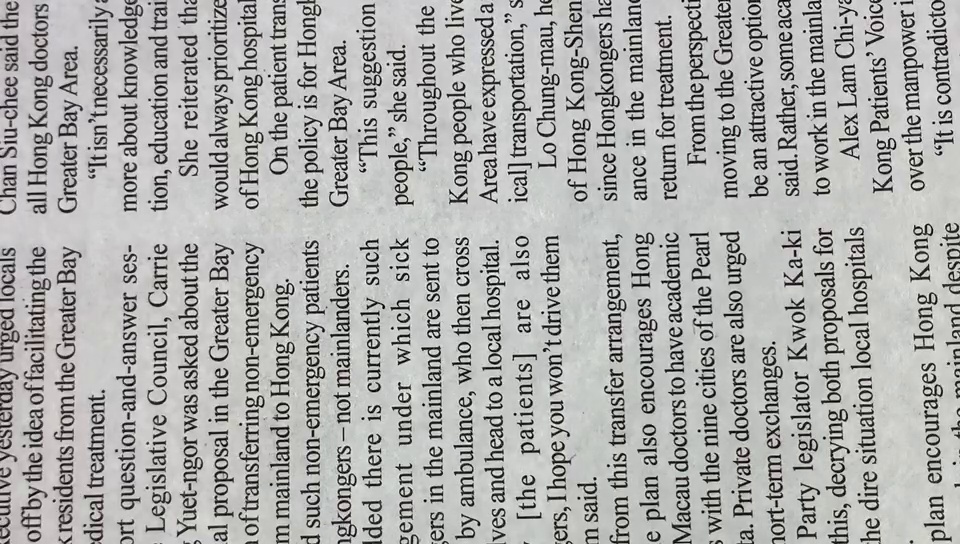 ecutive yesterday urged locals
off by the idea of facilitating the
residents from the Greater Bay
edical treatment.
ort question-and-answer ses-
Legislative Council, Carrie
Yuet-ngor was asked about the
al proposal in the Greater Bay
of transferring non-emergency
m mainland to Hong Kong.
d such non-emergency patients
ngkongers – not mainlanders.
lded there is currently such
gement under which sick
gers in the mainland are sent to
by ambulance, who then cross
ves and head to a local hospital.
[the patients] are also
gers, I hope you won't drive them
m said.
from this transfer arrangement,
e plan also encourages Hong
Macau doctors to have academic
s with the nine cities of the Pearl
ta. Private doctors are also urged
hort-term exchanges.
Party legislator Kwok Ka-ki
this, decrying both proposals for
he dire situation local hospitals
plan encourages Hong Kong
the mainland despite
Chan Siu-chee said the
all Hong Kong doctors
Greater Bay Area.
"It isn't necessarily
more about knowledge
tion, education and trai
She reiterated tha
would always prioritize
of Hong Kong hospital
On the patient trans
the policy is for Hongk
Greater Bay Area.
"This suggestion
people," she said.
"Throughout the
Kong people who live
Area have expressed a
ical] transportation," s
Lo Chung-mau, he
of Hong Kong-Shen
since Hongkongers ha
ance in the mainland
return for treatment.
From the perspecti
moving to the Greater
be an attractive option
said. Rather, some aca
to work in the mainla
Alex Lam Chi-ya
Kong Patients' Voice
over the manpower i
"It is contradicto